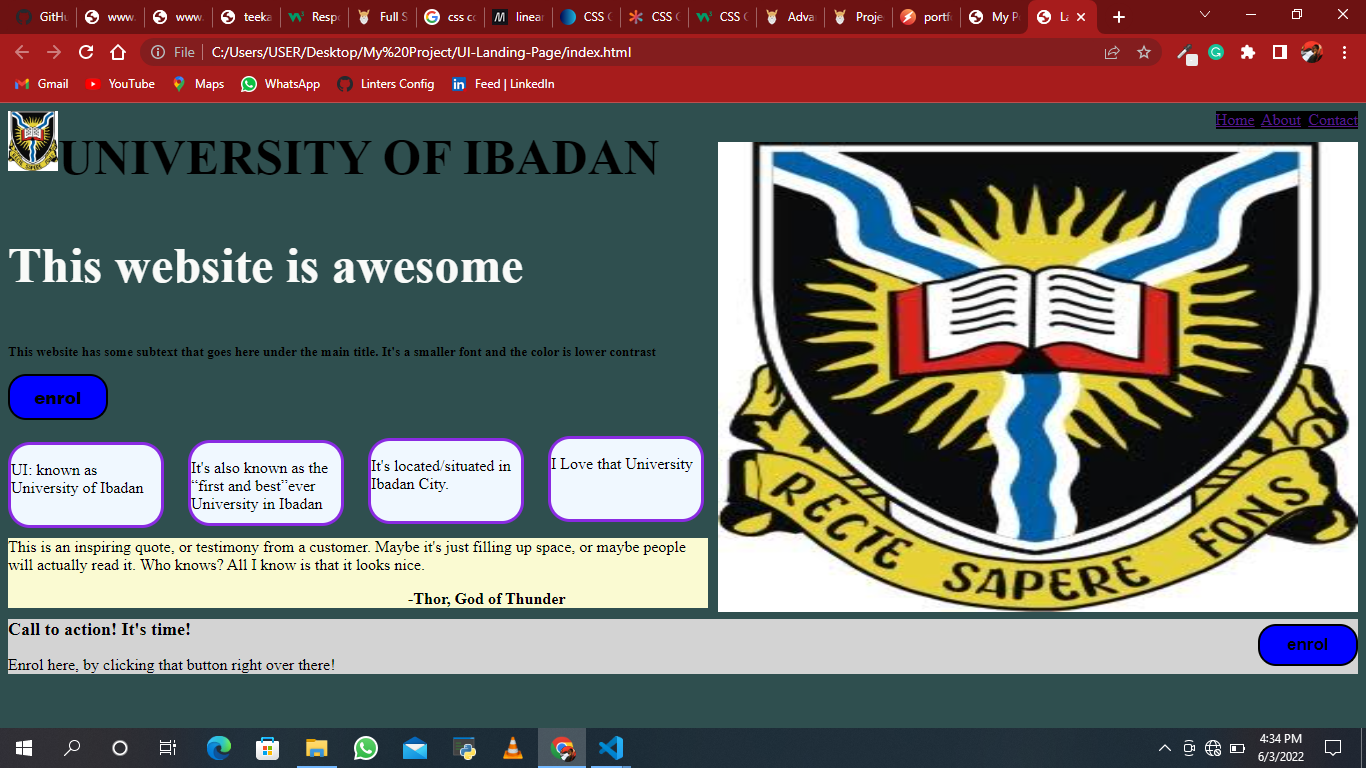 GitHu
www.
www.
teeka
Respo
Full S
css co
linear
CSS G
CSS G
CSS G
Adva
Proje
portfo
My Po
La
File
C:/Users/USER/Desktop/My%20Project/UI-Landing-Page/index.html
Gmail
YouTube
Maps
WhatsApp
Linters Config
Feed | LinkedIn
Home About Contact
UNIVERSITY OF IBADAN
This website is awesome
This website has some subtext that goes here under the main title. It's a smaller font and the color is lower contrast
enrol
UI: known as
University of Ibadan
It's also known as the
“first and best”ever
University in Ibadan
It's located/situated in
Ibadan City.
I Love that University
This is an inspiring quote, or testimony from a customer. Maybe it's just filling up space, or maybe people
will actually read it. Who knows? All I know is that it looks nice.
-Thor, God of Thunder
RECTE SAPERE FONS
Call to action! It's time!
Enrol here, by clicking that button right over there!
enrol
4:34 PM
6/3/2022